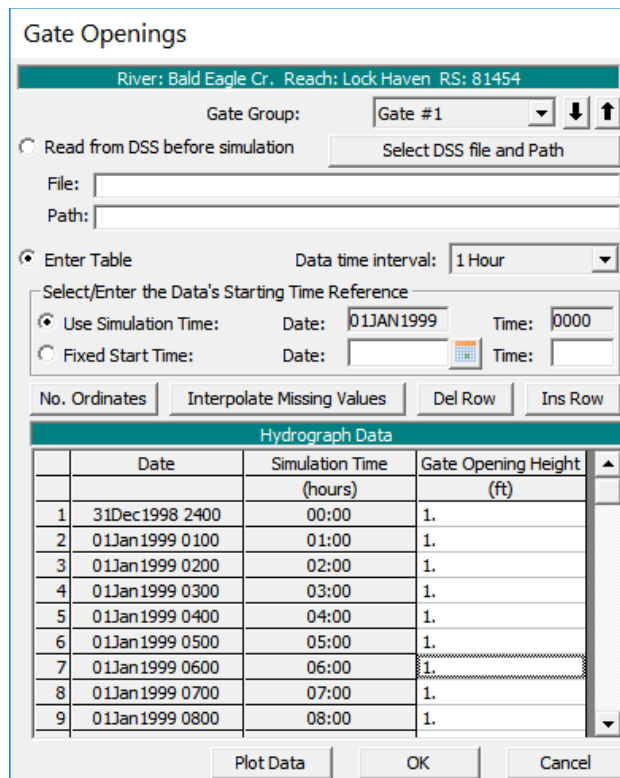 Gate Openings
River: Bald Eagle Cr. Reach: Lock Haven RS: 81454
Gate Group: Gate #1
Read from DSS before simulation Select DSS file and Path
File:
Path:
Enter Table Data time interval: 1 Hour
Select/Enter the Data's Starting Time Reference
Use Simulation Time: Date: 01JAN1999 Time: 0000
Fixed Start Time: Date: Time:
No. Ordinates Interpolate Missing Values Del Row Ins Row
Hydrograph Data
Date Simulation Time Gate Opening Height
(hours) (ft)
1 31Dec1998 2400 00:00 1.
2 01Jan1999 0100 01:00 1.
3 01Jan1999 0200 02:00 1.
4 01Jan1999 0300 03:00 1.
5 01Jan1999 0400 04:00 1.
6 01Jan1999 0500 05:00 1.
7 01Jan1999 0600 06:00 1.
8 01Jan1999 0700 07:00 1.
9 01Jan1999 0800 08:00 1.
Plot Data OK Cancel